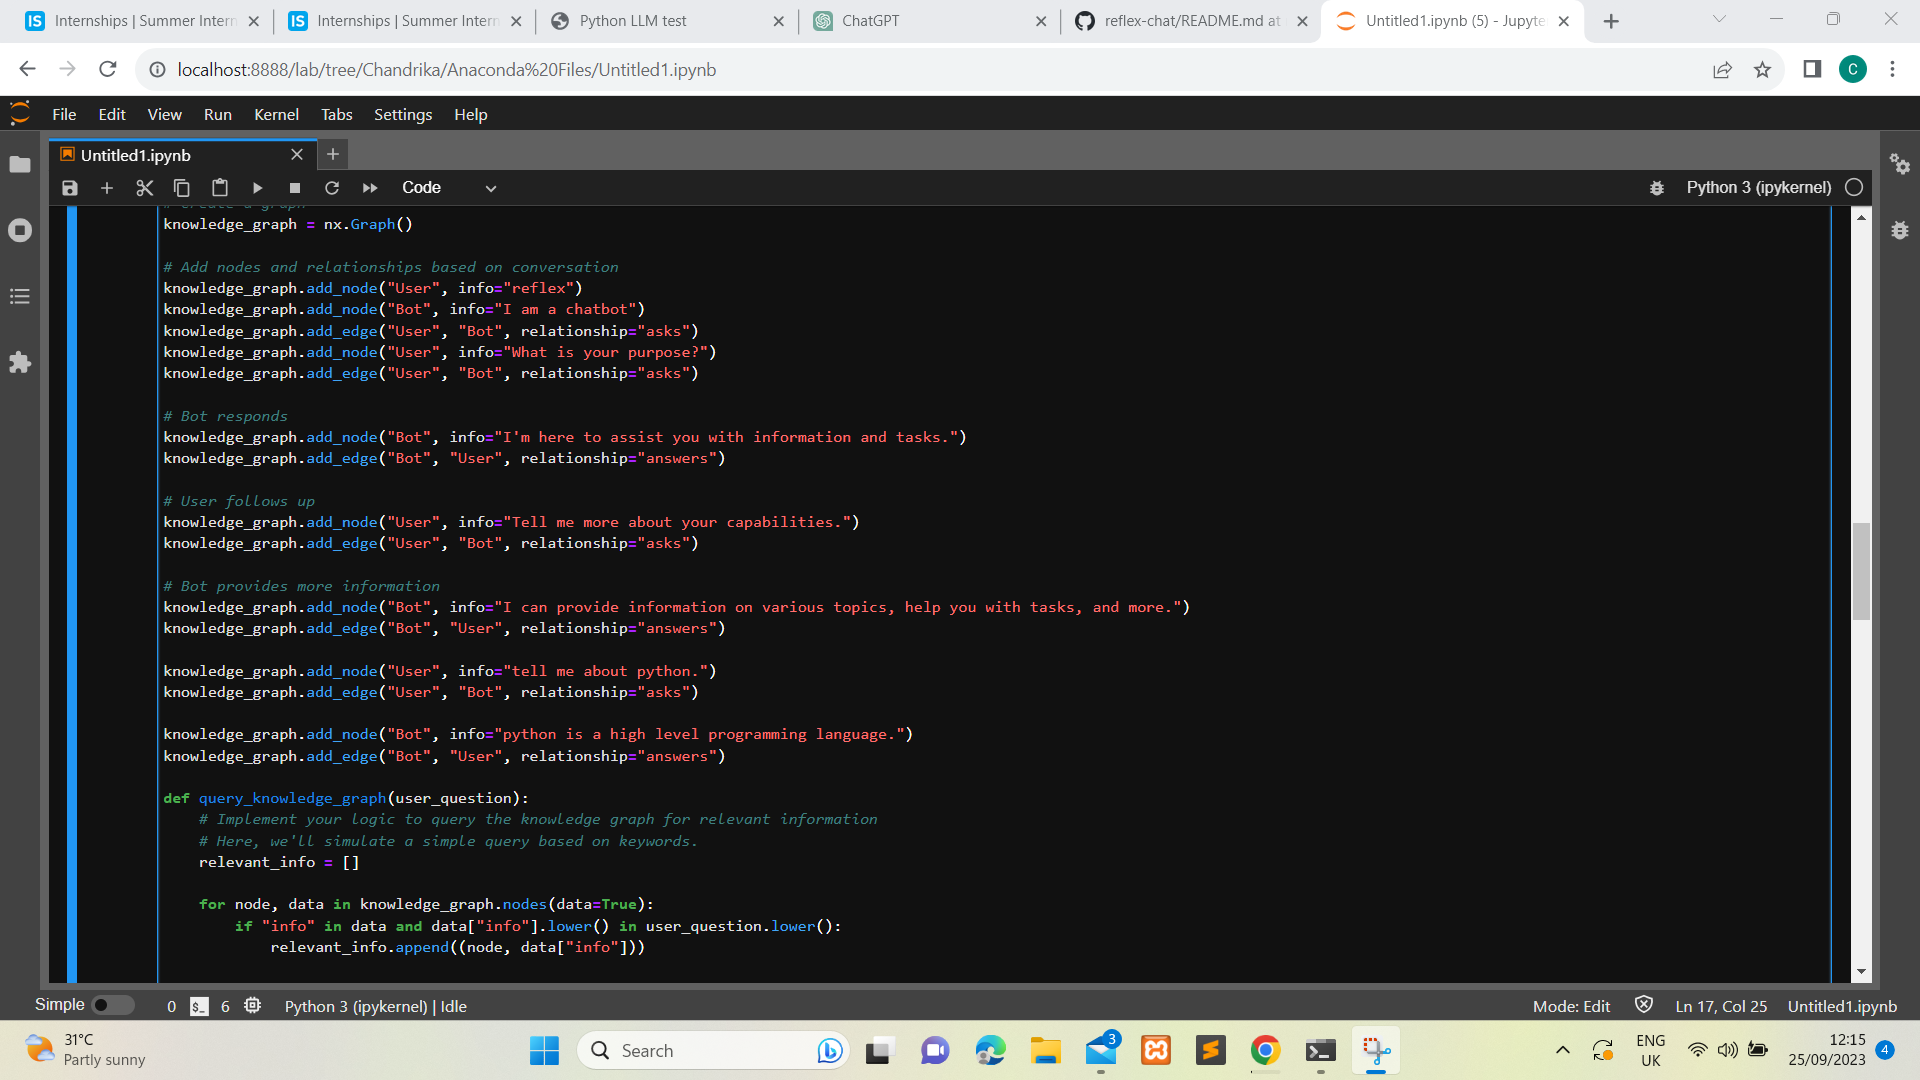 Internships | Summer Intern
Internships | Summer Intern
Python LLM test
ChatGPT
reflex-chat/README.md at
Untitled1.ipynb (5) - Jupyte
localhost:8888/lab/tree/Chandrika/Anaconda%20Files/Untitled1.ipynb
C
File Edit View Run Kernel Tabs Settings Help
Untitled1.ipynb
Code
Python 3 (ipykernel)
# Create a graph
knowledge_graph = nx.Graph()
# Add nodes and relationships based on conversation
knowledge_graph.add_node("User", info="reflex")
knowledge_graph.add_node("Bot", info="I am a chatbot")
knowledge_graph.add_edge("User", "Bot", relationship="asks")
knowledge_graph.add_node("User", info="What is your purpose?")
knowledge_graph.add_edge("User", "Bot", relationship="asks")
# Bot responds
knowledge_graph.add_node("Bot", info="I'm here to assist you with information and tasks.")
knowledge_graph.add_edge("Bot", "User", relationship="answers")
# User follows up
knowledge_graph.add_node("User", info="Tell me more about your capabilities.")
knowledge_graph.add_edge("User", "Bot", relationship="asks")
# Bot provides more information
knowledge_graph.add_node("Bot", info="I can provide information on various topics, help you with tasks, and more.")
knowledge_graph.add_edge("Bot", "User", relationship="answers")
knowledge_graph.add_node("User", info="tell me about python.")
knowledge_graph.add_edge("User", "Bot", relationship="asks")
knowledge_graph.add_node("Bot", info="python is a high level programming language.")
knowledge_graph.add_edge("Bot", "User", relationship="answers")
def query_knowledge_graph(user_question):
# Implement your logic to query the knowledge graph for relevant information
# Here, we'll simulate a simple query based on keywords.
relevant_info = []
for node, data in knowledge_graph.nodes(data=True):
if "info" in data and data["info"].lower() in user_question.lower():
relevant_info.append((node, data["info"]))
Simple 0 $_ 6 Python 3 (ipykernel) | Idle
Mode: Edit Ln 17, Col 25 Untitled1.ipynb
31°C
Partly sunny
Search
3
ENG
UK
12:15
25/09/2023
4